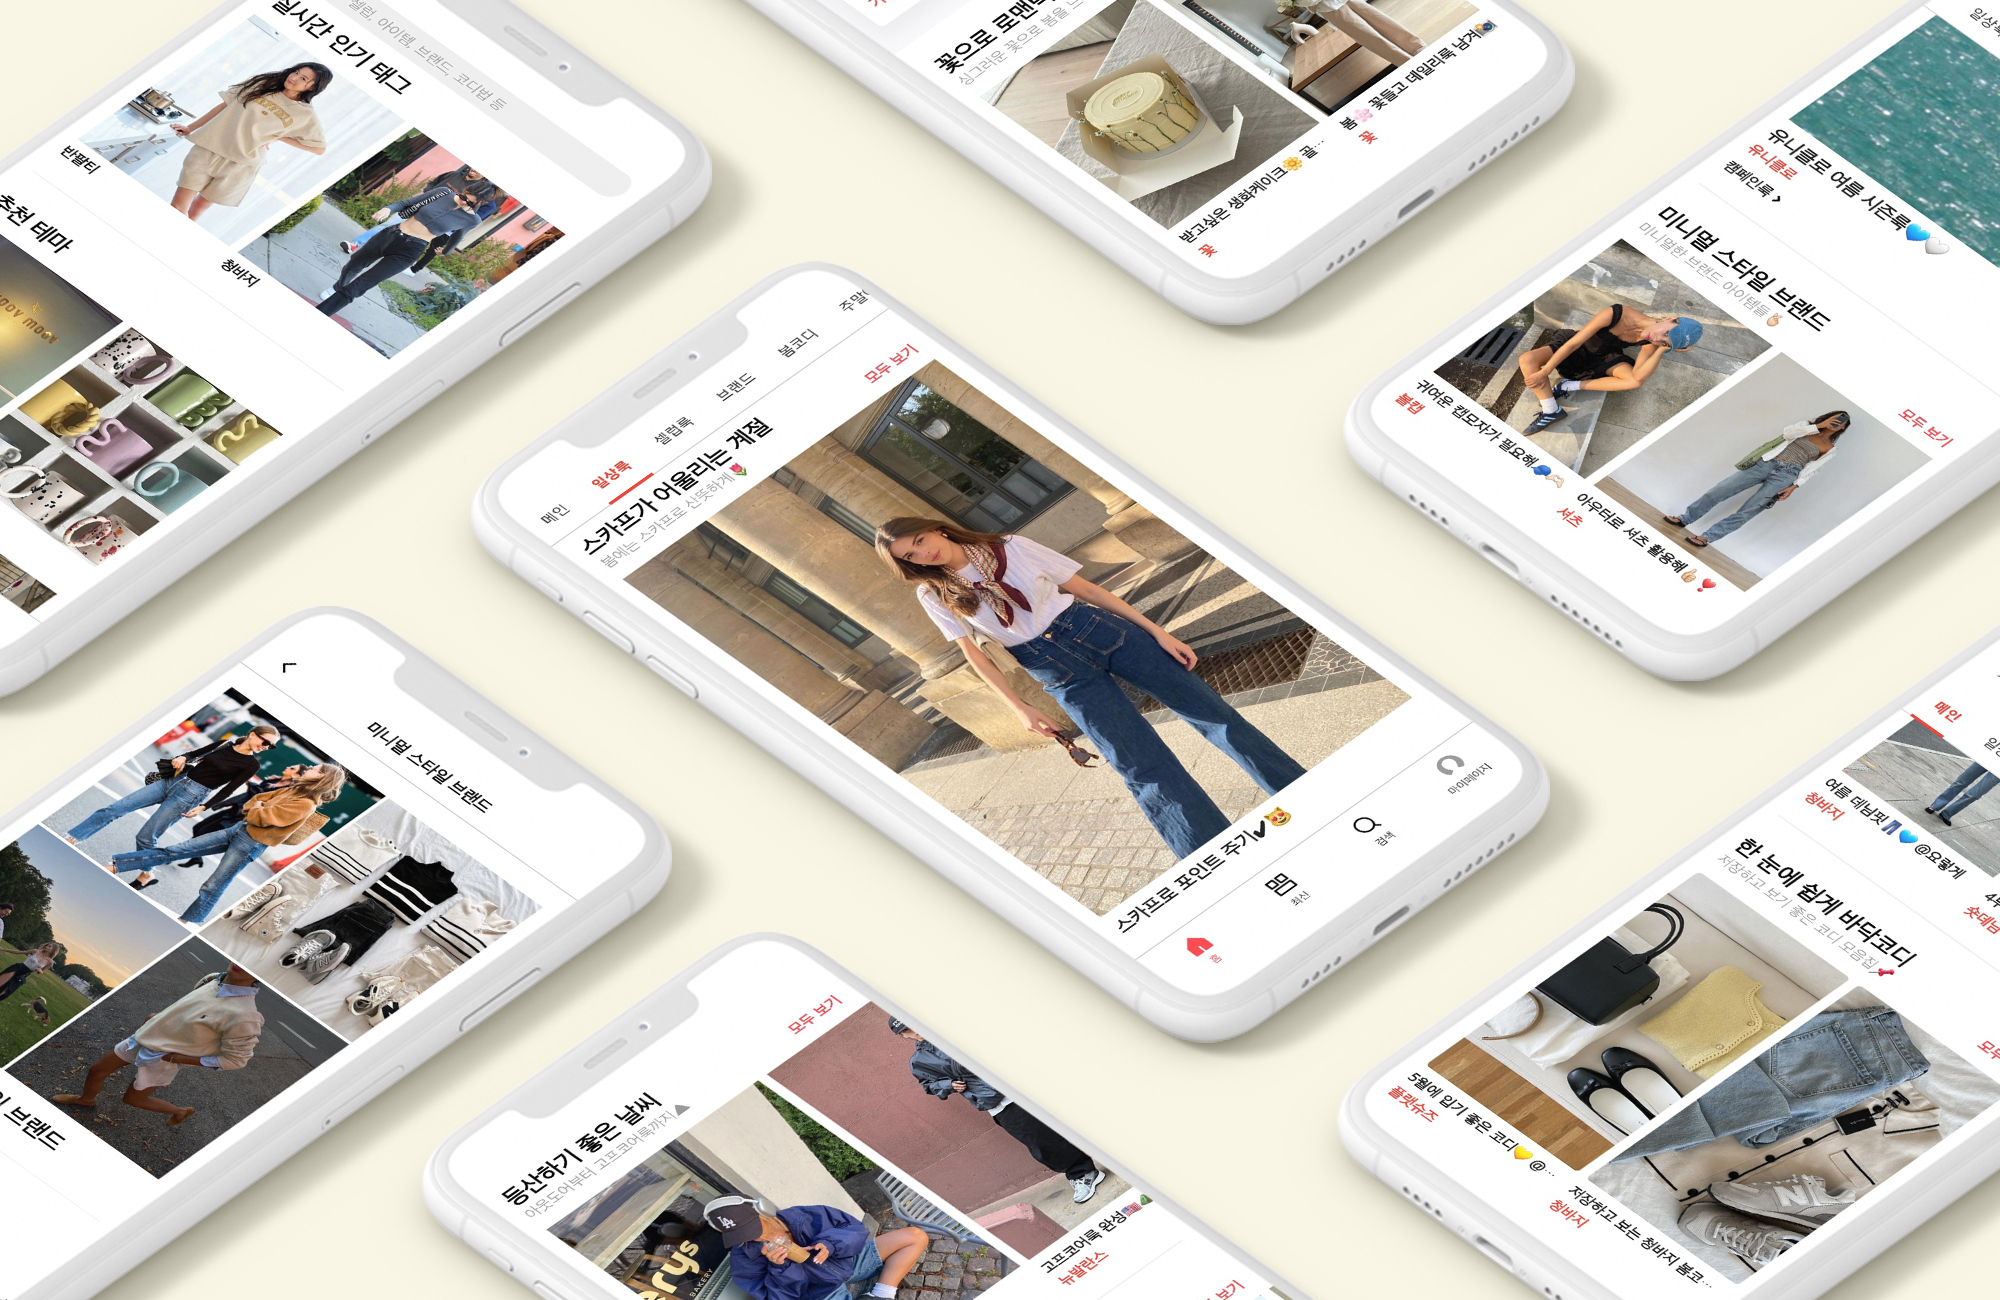 셀럽, 아이템, 브랜드, 코디법 등
실시간 인기 태그
반팔티
청바지
추천 테마
moov
꽃으로 로맨
싱그러운 꽃으로 봄을
받고싶은 생화케이크🌼 골…
꽃
봄🌸 꽃들고 데일리룩 남겨📸
꽃
유니클로 여름 시즌룩💙🤍
유니클로
캠페인룩 >
미니멀 스타일 브랜드
미니멀한 브랜드 아이템들🫰🏻
모두 보기
귀여운 캡모자가 필요해🧢🫶🏻
볼캡
아우터로 셔츠 활용해👍🏻❣️
셔츠
메인
일상룩
셀럽룩
브랜드
봄코디
주말
스카프가 어울리는 계절
봄에는 스카프로 산뜻하게🌷
모두 보기
스카프로 포인트 주기✔😻
홈
최신
검색
마이페이지
미니멀 스타일 브랜드
브랜드
모두 보기
등산하기 좋은 날씨
아웃도어부터 고프코어룩까지
LA
erys
BAKERY
고프코어룩 완성
뉴발란스
보기
메인
여름 데님핏👖💙 @요렇게
청바지
숏데님
한 눈에 쉽게 바닥코디
저장하고 보기 좋은 코디 모음집📌
모두
5월에 입기 좋은 코디💛 @…
플랫슈즈
저장하고 보는 청바지 봄코…
청바지
N